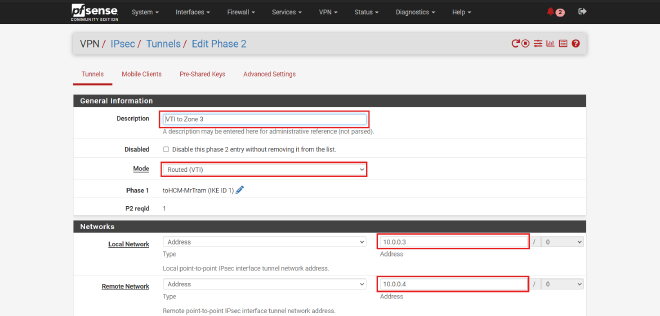 pfsense
COMMUNITY EDITION
System Interfaces Firewall Services VPN Status Diagnostics Help 2
VPN / IPsec / Tunnels / Edit Phase 2
Tunnels Mobile Clients Pre-Shared Keys Advanced Settings
General Information
Description VTI to Zone 3
A description may be entered here for administrative reference (not parsed).
Disabled Disable this phase 2 entry without removing it from the list.
Mode Routed (VTI)
Phase 1 toHCM-MrTram (IKE ID 1)
P2 reqid 1
Networks
Local Network Address 10.0.0.3 / 0
Type Address
Local point-to-point IPsec interface tunnel network address.
Remote Network Address 10.0.0.4 / 0
Type Address
Remote point-to-point IPsec interface tunnel network address.